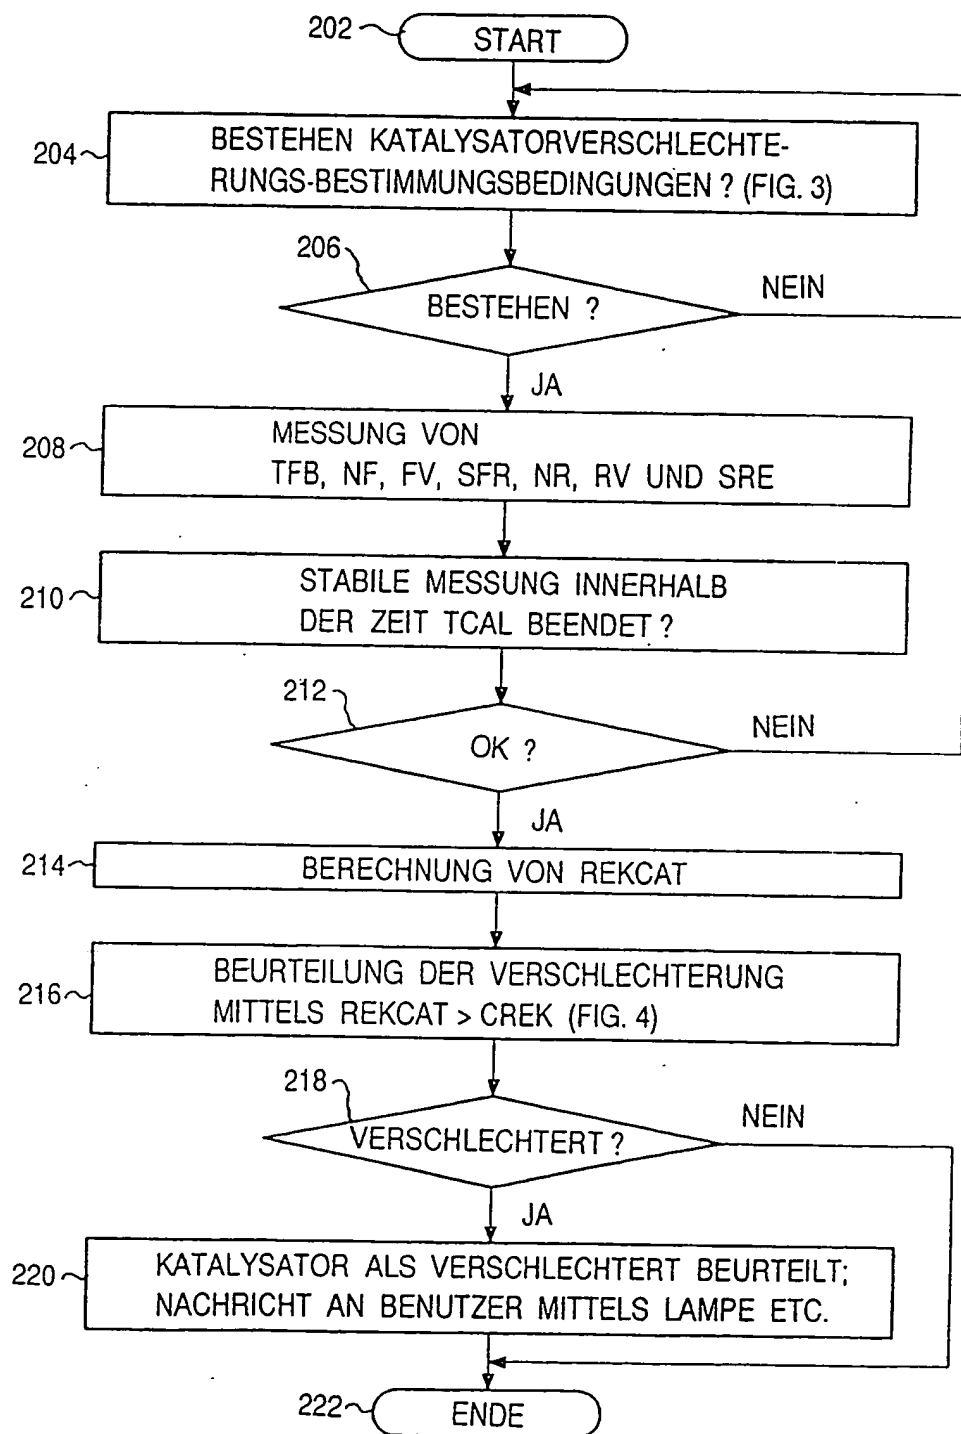 202
START
204
BESTEHEN KATALYSATORVERSCHLECHTE-
RUNGS-BESTIMMUNGSBEDINGUNGEN ? (FIG. 3)
206
BESTEHEN ?
NEIN
JA
208
MESSUNG VON
TFB, NF, FV, SFR, NR, RV UND SRE
210
STABILE MESSUNG INNERHALB
DER ZEIT TCAL BEENDET ?
212
OK ?
NEIN
JA
214
BERECHNUNG VON REKCAT
216
BEURTEILUNG DER VERSCHLECHTERUNG
MITTELS REKCAT > CREK (FIG. 4)
218
VERSCHLECHTERT ?
NEIN
JA
220
KATALYSATOR ALS VERSCHLECHTERT BEURTEILT;
NACHRICHT AN BENUTZER MITTELS LAMPE ETC.
222
ENDE